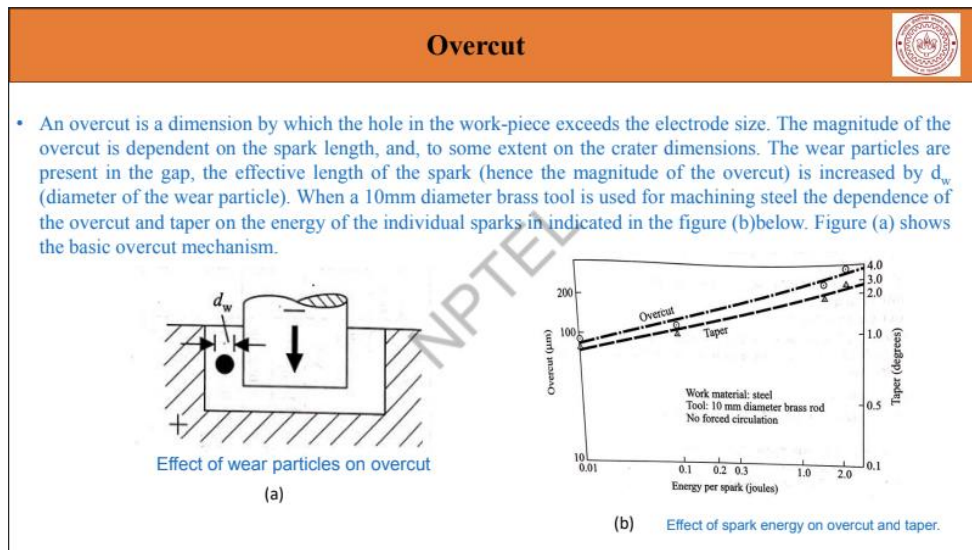 Overcut
• An overcut is a dimension by which the hole in the work-piece exceeds the electrode size. The magnitude of the
overcut is dependent on the spark length, and, to some extent on the crater dimensions. The wear particles are
present in the gap, the effective length of the spark (hence the magnitude of the overcut) is increased by dw
(diameter of the wear particle). When a 10mm diameter brass tool is used for machining steel the dependence of
the overcut and taper on the energy of the individual sparks in indicated in the figure (b)below. Figure (a) shows
the basic overcut mechanism.
NPTEL
dw
−
+
Effect of wear particles on overcut
(a)
Overcut (µm)
200
100
10
Overcut
Taper
Work material: steel
Tool: 10 mm diameter brass rod
No forced circulation
4.0
3.0
2.0
1.0
0.5
0.1
Taper (degrees)
0.01 0.1 0.2 0.3 1.0 2.0
Energy per spark (joules)
(b) Effect of spark energy on overcut and taper.